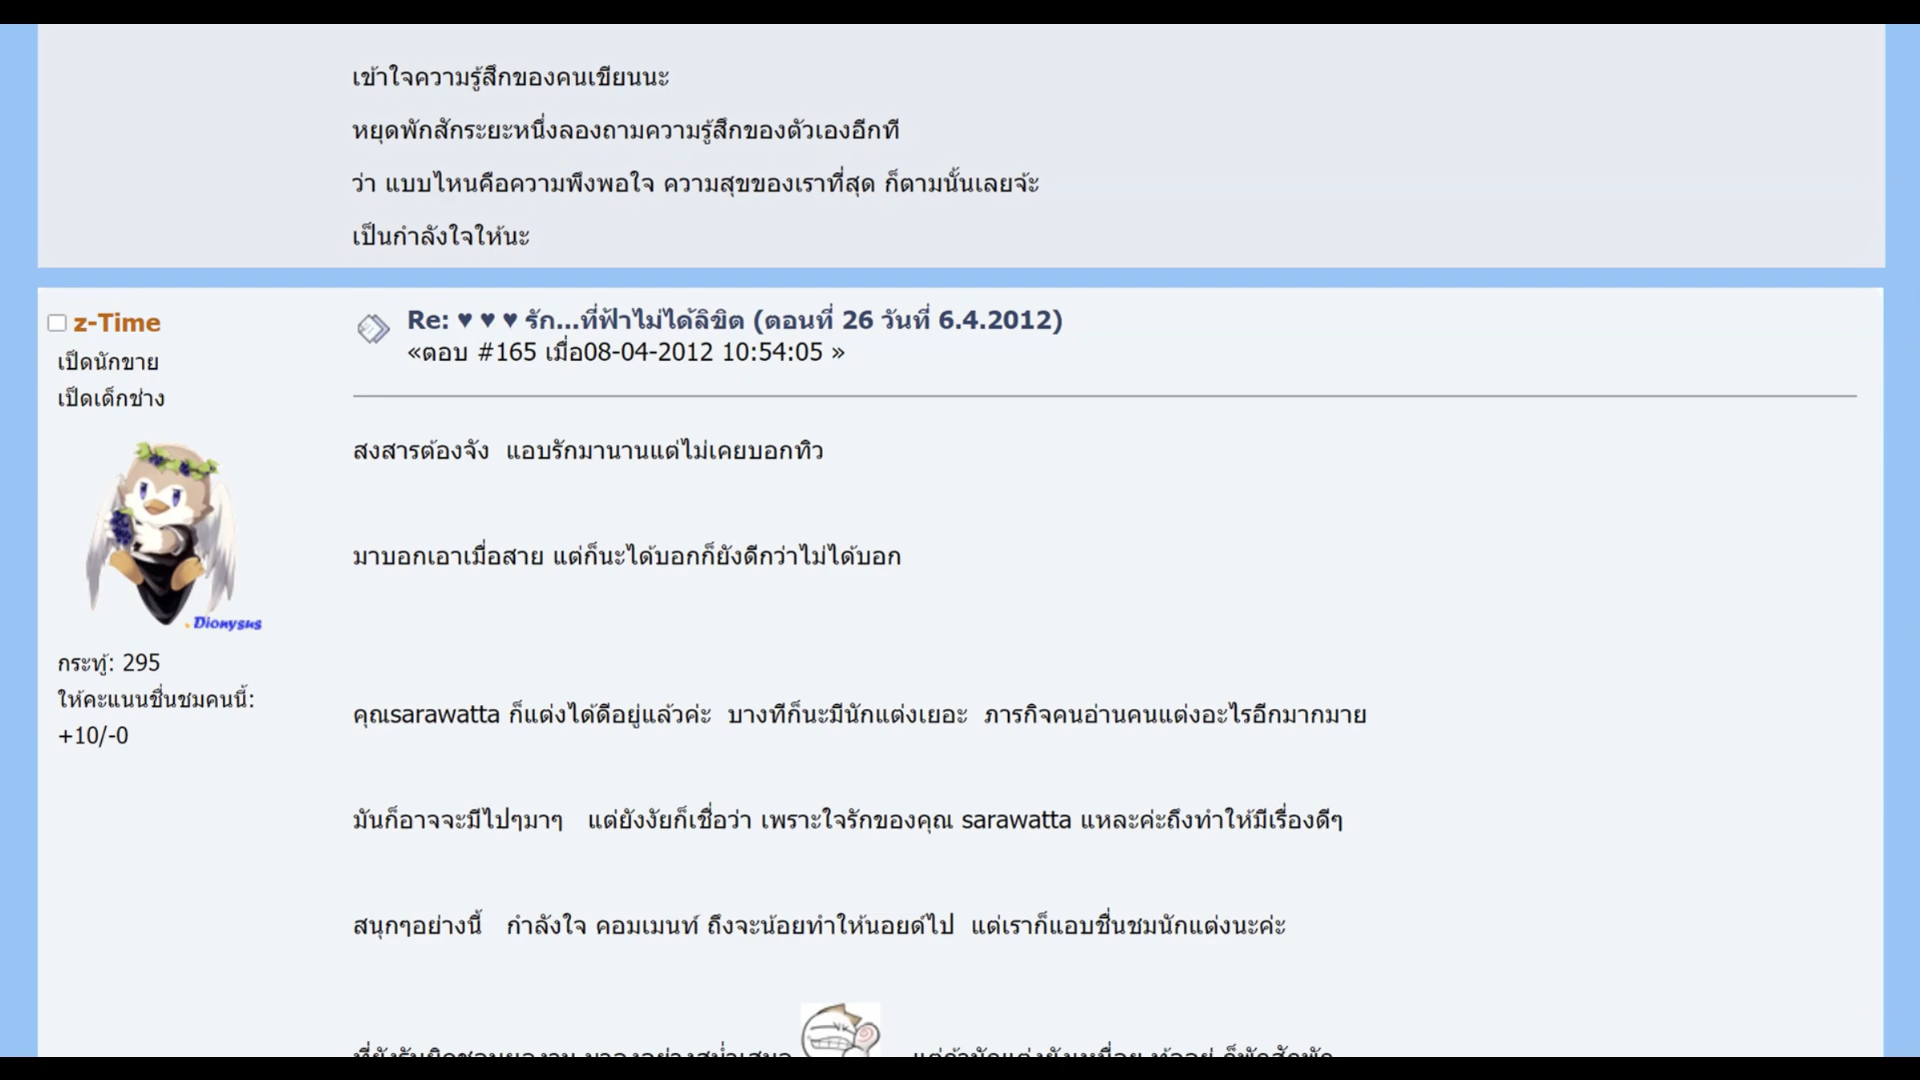 เข้าใจความรู้สึกของคนเขียนนะ
หยุดพักสักระยะหนึ่งลองถามความรู้สึกของตัวเองอีกที
ว่า แบบไหนคือความพึงพอใจ ความสุขของเราที่สุด ก็ตามนั้นเลยจ้ะ
เป็นกำลังใจให้นะ
z-Time
เป็ดนักขาย
เป็ดเด็กช่าง
Dionysus
กระทู้: 295
ให้คะแนนชื่นชมคนนี้:
+10/-0
Re: ♥ ♥ ♥ รัก...ที่ฟ้าไม่ได้ลิขิต (ตอนที่ 26 วันที่ 6.4.2012)
«ตอบ #165 เมื่อ08-04-2012 10:54:05 »
สงสารต้องจัง แอบรักมานานแต่ไม่เคยบอกทิว
มาบอกเอาเมื่อสาย แต่ก็นะได้บอกก็ยังดีกว่าไม่ได้บอก
คุณsarawatta ก็แต่งได้ดีอยู่แล้วค่ะ บางทีก็นะมีนักแต่งเยอะ ภารกิจคนอ่านคนแต่งอะไรอีกมากมาย
มันก็อาจจะมีไปๆมาๆ แต่ยังงัยก็เชื่อว่า เพราะใจรักของคุณ sarawatta แหละค่ะถึงทำให้มีเรื่องดีๆ
สนุกๆอย่างนี้ กำลังใจ คอมเมนท์ ถึงจะน้อยทำให้นอยด์ไป แต่เราก็แอบชื่นชมนักแต่งนะค่ะ